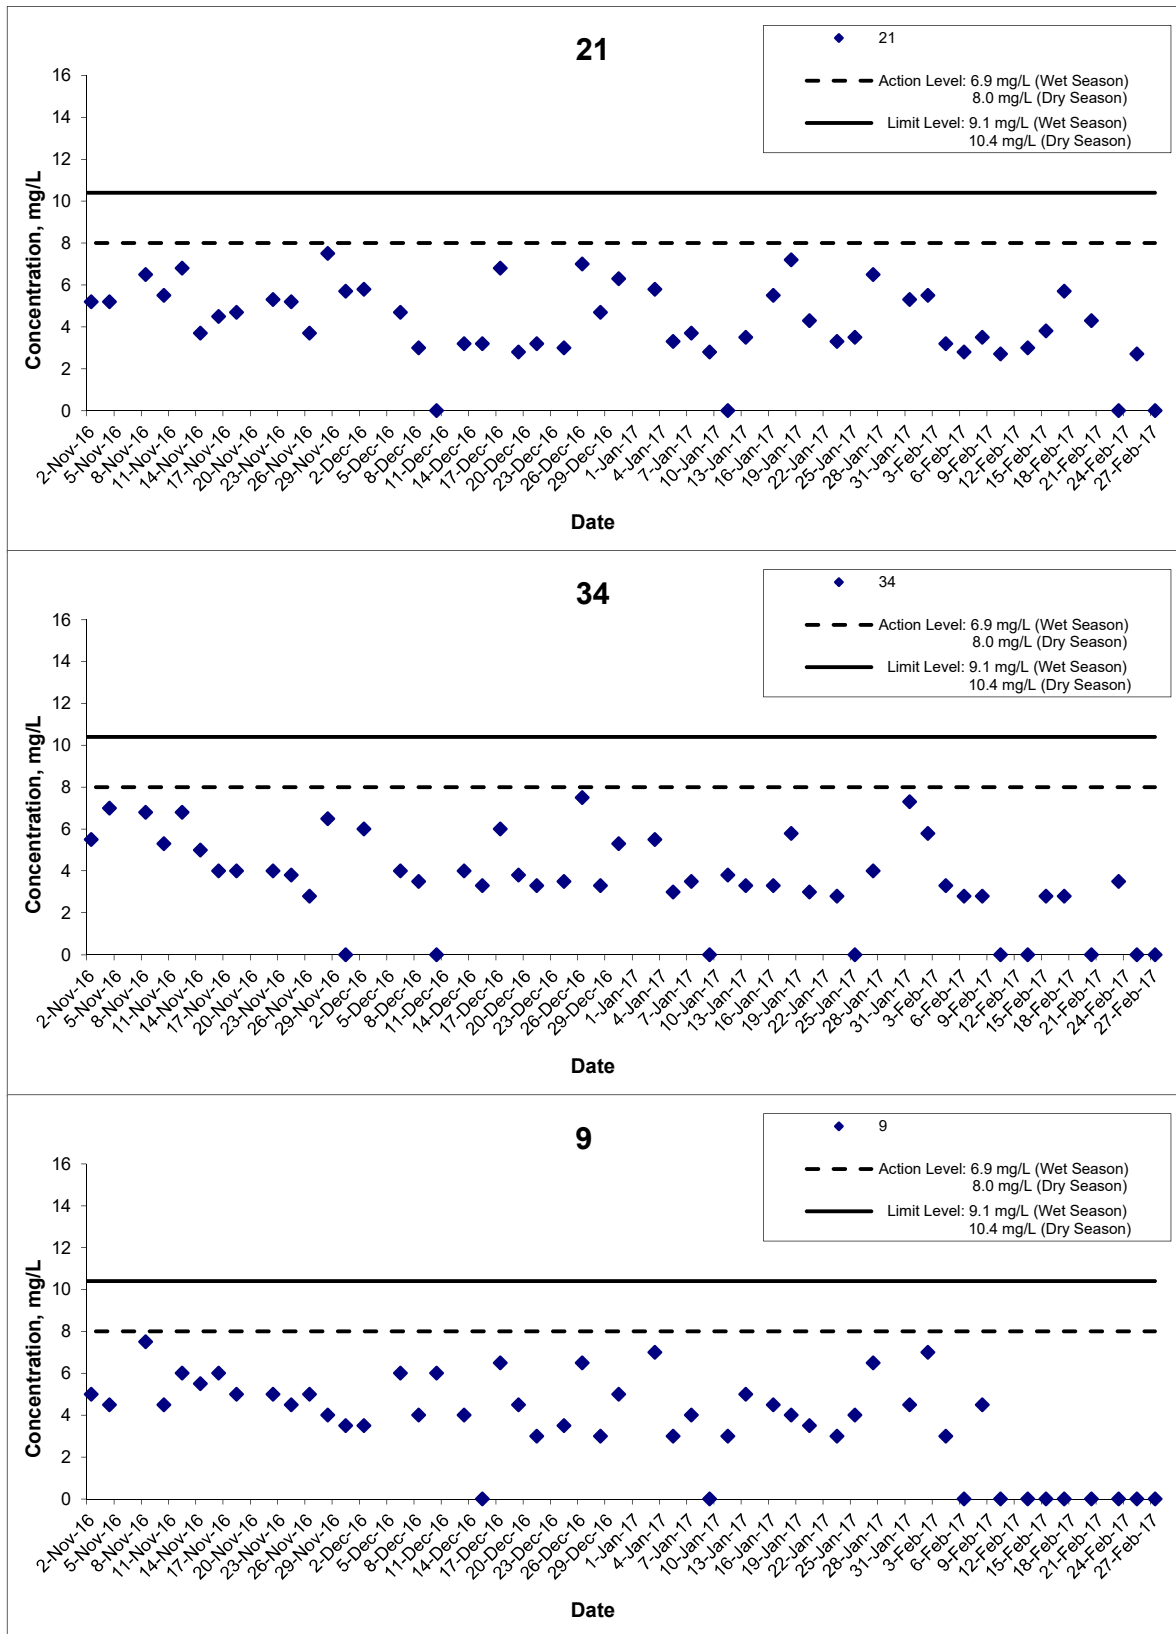 21
21
Action Level: 6.9 mg/L (Wet Season)
8.0 mg/L (Dry Season)
Limit Level: 9.1 mg/L (Wet Season)
10.4 mg/L (Dry Season)
Concentration, mg/L
16
14
12
10
8
6
4
2
0
2-Nov-16
5-Nov-16
8-Nov-16
11-Nov-16
14-Nov-16
17-Nov-16
20-Nov-16
23-Nov-16
26-Nov-16
29-Nov-16
2-Dec-16
5-Dec-16
8-Dec-16
11-Dec-16
14-Dec-16
17-Dec-16
20-Dec-16
23-Dec-16
26-Dec-16
29-Dec-16
1-Jan-17
4-Jan-17
7-Jan-17
10-Jan-17
13-Jan-17
16-Jan-17
19-Jan-17
22-Jan-17
25-Jan-17
28-Jan-17
31-Jan-17
3-Feb-17
6-Feb-17
9-Feb-17
12-Feb-17
15-Feb-17
18-Feb-17
21-Feb-17
24-Feb-17
27-Feb-17
Date
34
34
Action Level: 6.9 mg/L (Wet Season)
8.0 mg/L (Dry Season)
Limit Level: 9.1 mg/L (Wet Season)
10.4 mg/L (Dry Season)
Concentration, mg/L
16
14
12
10
8
6
4
2
0
2-Nov-16
5-Nov-16
8-Nov-16
11-Nov-16
14-Nov-16
17-Nov-16
20-Nov-16
23-Nov-16
26-Nov-16
29-Nov-16
2-Dec-16
5-Dec-16
8-Dec-16
11-Dec-16
14-Dec-16
17-Dec-16
20-Dec-16
23-Dec-16
26-Dec-16
29-Dec-16
1-Jan-17
4-Jan-17
7-Jan-17
10-Jan-17
13-Jan-17
16-Jan-17
19-Jan-17
22-Jan-17
25-Jan-17
28-Jan-17
31-Jan-17
3-Feb-17
6-Feb-17
9-Feb-17
12-Feb-17
15-Feb-17
18-Feb-17
21-Feb-17
24-Feb-17
27-Feb-17
Date
9
9
Action Level: 6.9 mg/L (Wet Season)
8.0 mg/L (Dry Season)
Limit Level: 9.1 mg/L (Wet Season)
10.4 mg/L (Dry Season)
Concentration, mg/L
16
14
12
10
8
6
4
2
0
2-Nov-16
5-Nov-16
8-Nov-16
11-Nov-16
14-Nov-16
17-Nov-16
20-Nov-16
23-Nov-16
26-Nov-16
29-Nov-16
2-Dec-16
5-Dec-16
8-Dec-16
11-Dec-16
14-Dec-16
17-Dec-16
20-Dec-16
23-Dec-16
26-Dec-16
29-Dec-16
1-Jan-17
4-Jan-17
7-Jan-17
10-Jan-17
13-Jan-17
16-Jan-17
19-Jan-17
22-Jan-17
25-Jan-17
28-Jan-17
31-Jan-17
3-Feb-17
6-Feb-17
9-Feb-17
12-Feb-17
15-Feb-17
18-Feb-17
21-Feb-17
24-Feb-17
27-Feb-17
Date